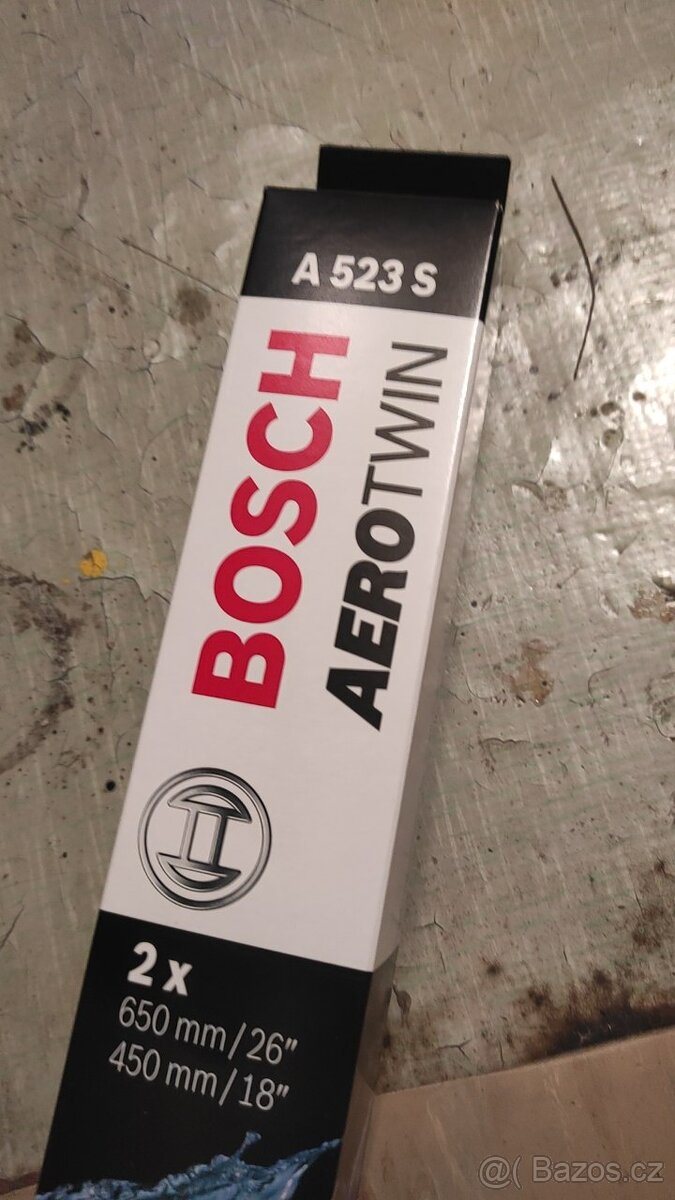 A 523 S
BOSCH
AEROTWIN
2 x
650 mm/26"
450 mm/18"
@( Bazos.cz